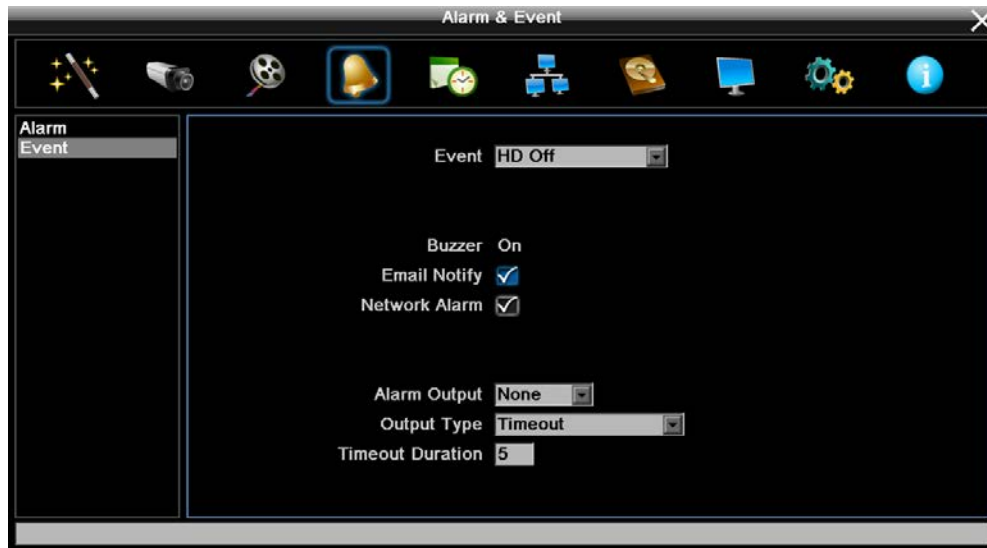 Alarm & Event
Alarm
Event
Event HD Off
Buzzer On
Email Notify
Network Alarm
Alarm Output None
Output Type Timeout
Timeout Duration 5